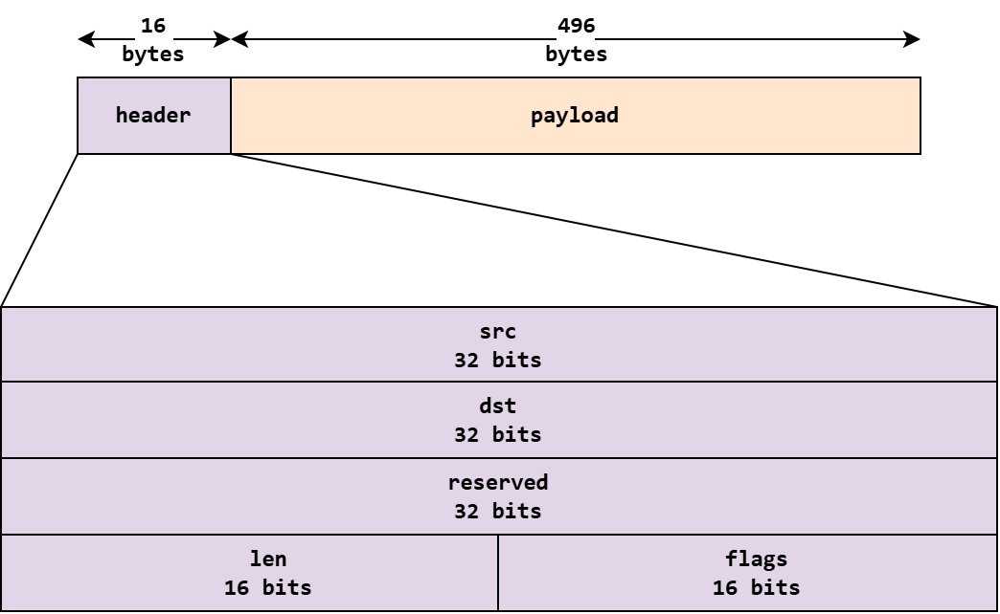 16
bytes
496
bytes
header
payload
src
32 bits
dst
32 bits
reserved
32 bits
len
16 bits
flags
16 bits